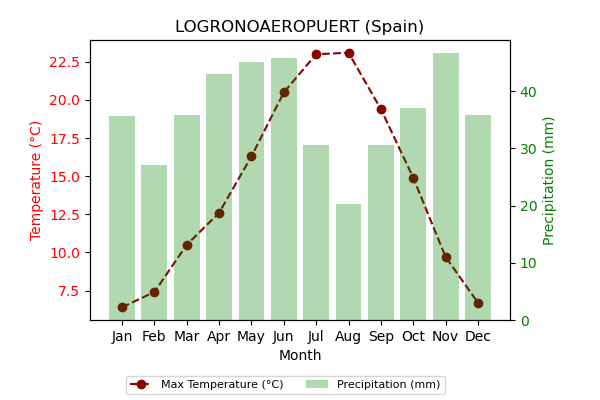 LOGRONOAEROPUERT (Spain)
22.5
20.0
17.5
15.0
12.5
10.0
7.5
Temperature (°C)
40
30
20
10
0
Precipitation (mm)
Jan Feb Mar Apr May Jun Jul Aug Sep Oct Nov Dec
Month
Max Temperature (°C) Precipitation (mm)